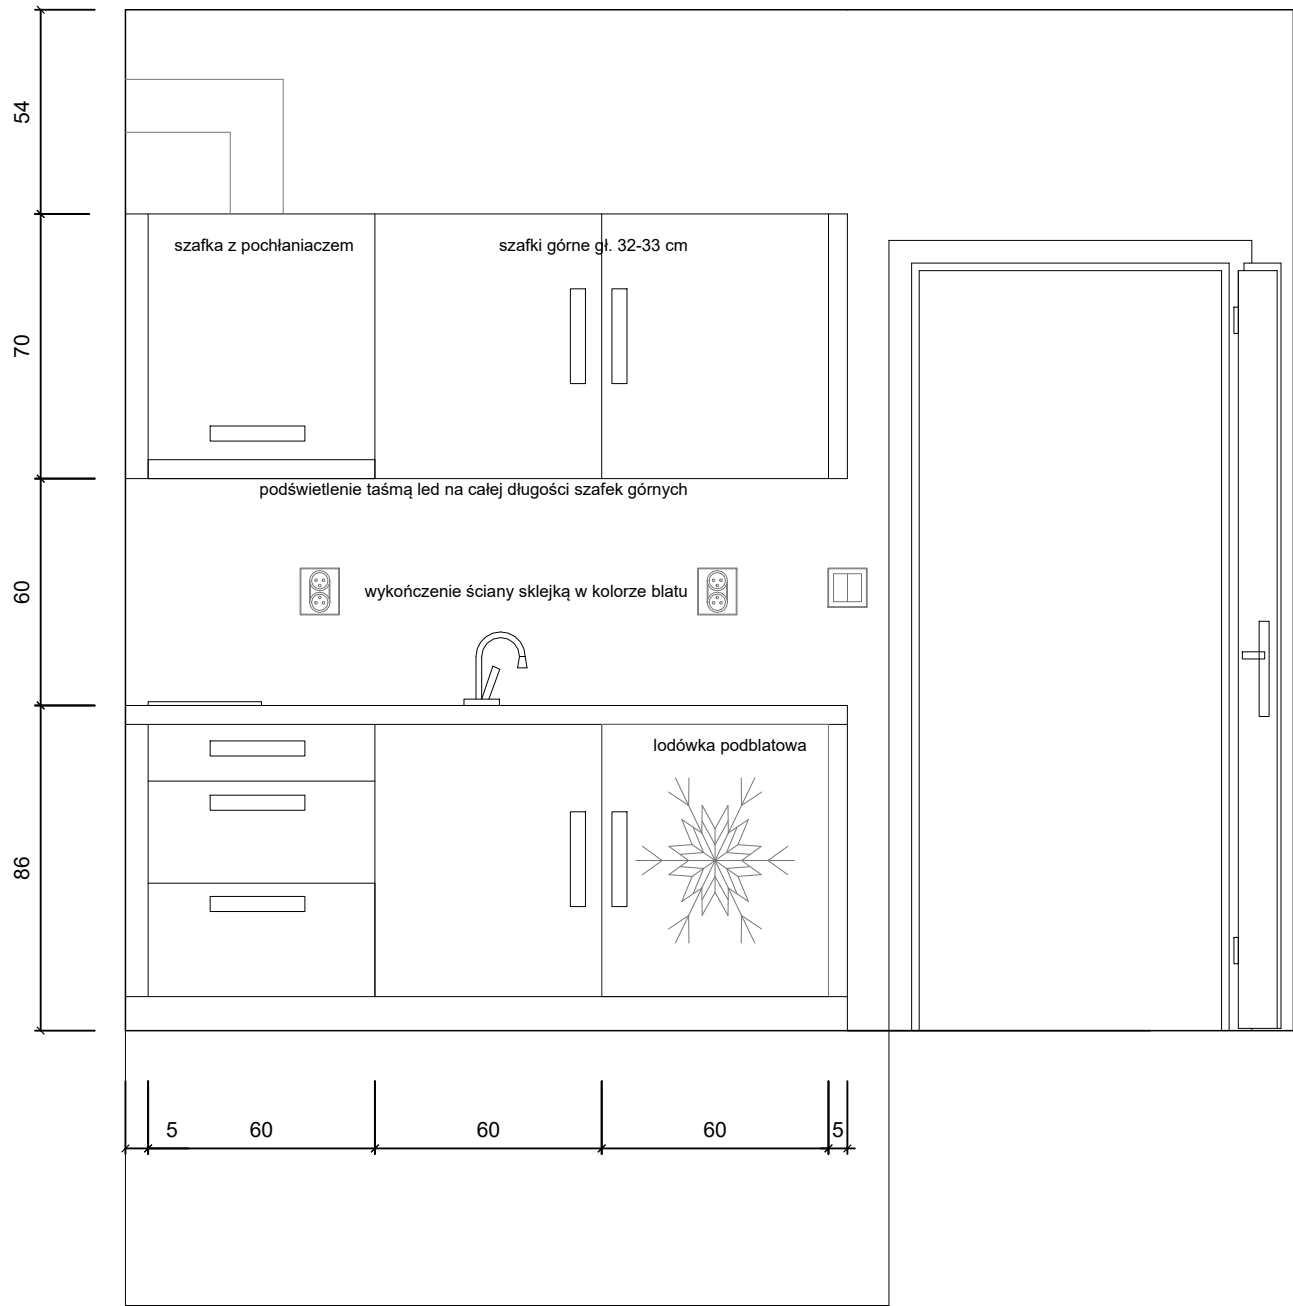 54
szafka z pochłaniaczem
szafki górne gł. 32-33 cm
70
podświetlenie taśmą led na całej długości szafek górnych
60
wykończenie ściany sklejką w kolorze blatu
lodówka podblatowa
86
5
60
60
60
5